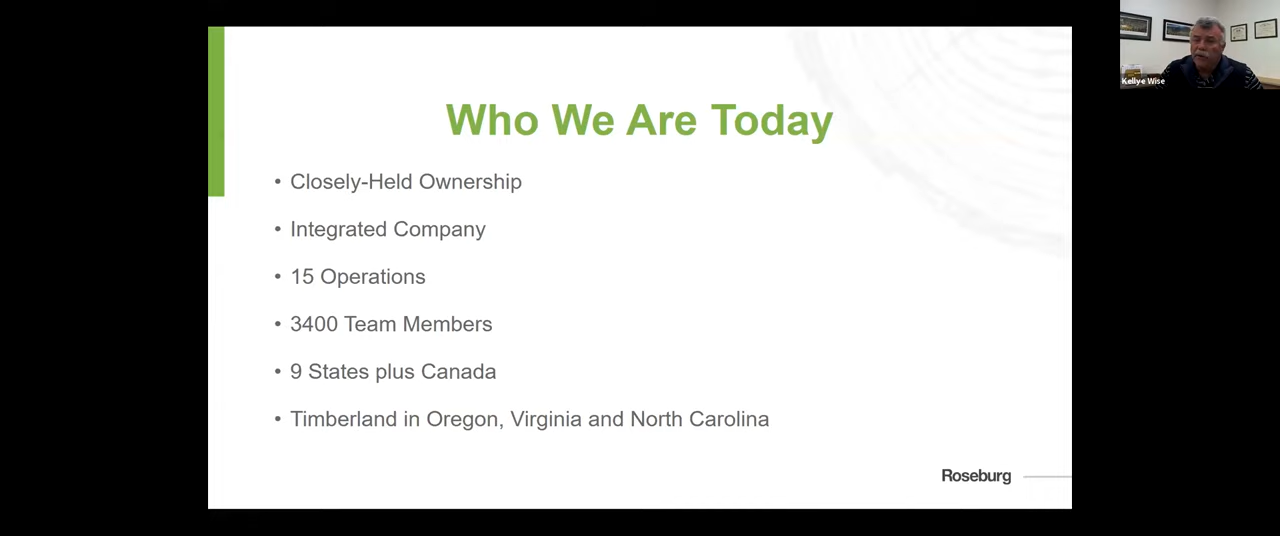 Who We Are Today
• Closely-Held Ownership
• Integrated Company
• 15 Operations
• 3400 Team Members
• 9 States plus Canada
• Timberland in Oregon, Virginia and North Carolina
Roseburg
Kellye Wise